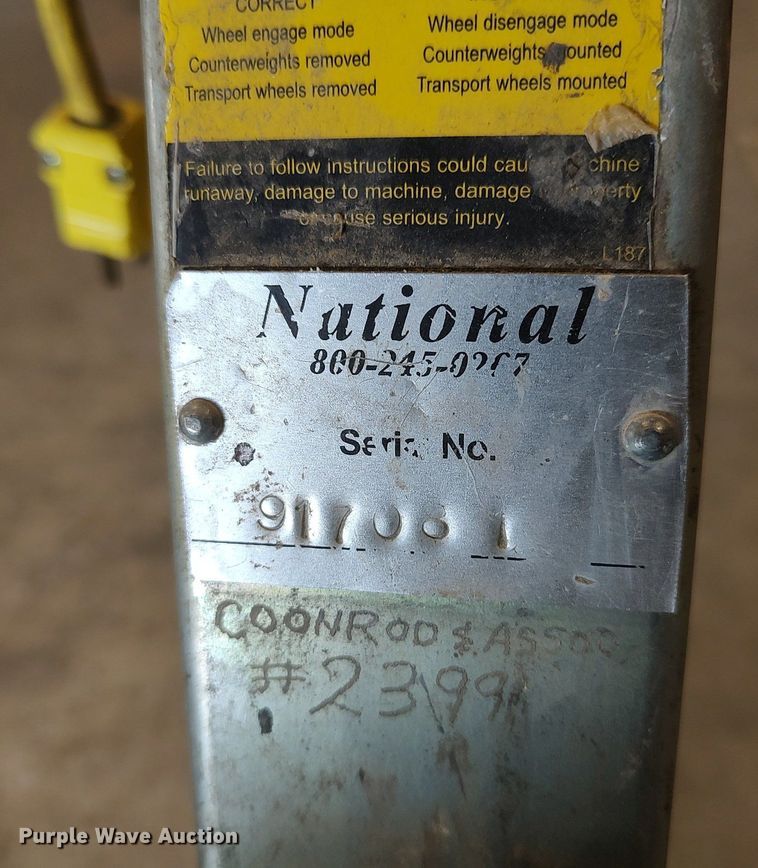 CORRECT
Wheel engage mode
Counterweights removed
Transport wheels removed
Wheel disengage mode
Counterweights mounted
Transport wheels mounted
Failure to follow instructions could cau chine
runaway, damage to machine, damage erty
serious injury.
L187
National
Serial No.
COONROD & ASSOC
#2399
Purple Wave Auction